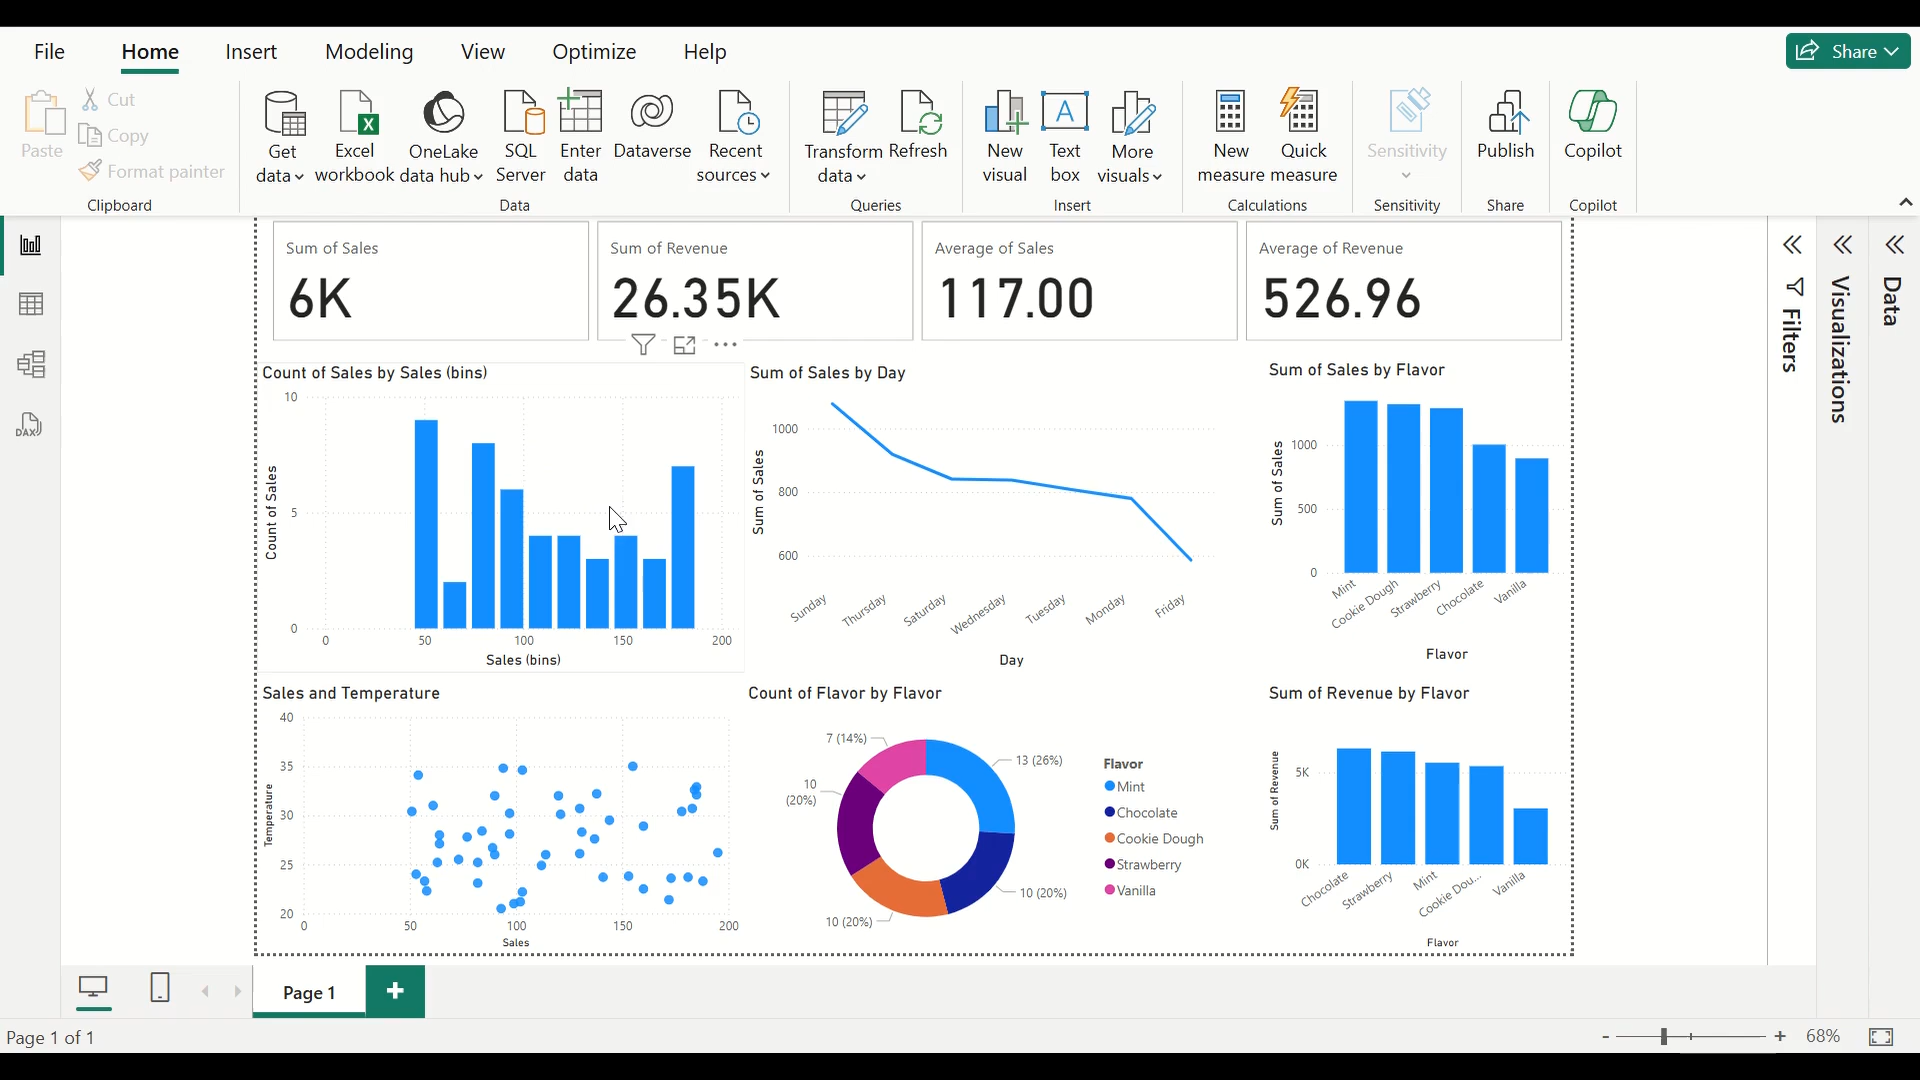 File Home Insert Modeling View Optimize Help Share
Paste Cut Copy Format painter
Get data Excel workbook OneLake data hub SQL Server Enter data Dataverse Recent sources
Transform data Refresh
New visual Text box More visuals
New measure Quick measure
Sensitivity Publish Copilot
Clipboard Data Queries Insert Calculations Sensitivity Share Copilot
DAX
Sum of Sales
6K
Sum of Revenue
26.35K
Average of Sales
117.00
Average of Revenue
526.96
Filters
Visualizations
Data
Count of Sales by Sales (bins)
Count of Sales
10
5
0
0 50 100 150 200
Sales (bins)
Sum of Sales by Day
Sum of Sales
1000
800
600
Sunday Thursday Saturday Wednesday Tuesday Monday Friday
Day
Sum of Sales by Flavor
Sum of Sales
1000
500
0
Mint Cookie Dough Strawberry Chocolate Vanilla
Flavor
Sales and Temperature
Temperature
40
35
30
25
20
0 50 100 150 200
Sales
Count of Flavor by Flavor
7 (14%)
13 (26%)
10
(20%)
10 (20%)
10 (20%)
Flavor
Mint
Chocolate
Cookie Dough
Strawberry
Vanilla
Sum of Revenue by Flavor
Sum of Revenue
5K
0K
Chocolate Strawberry Mint Cookie Dou... Vanilla
Flavor
Page 1
Page 1 of 1
- + 68%